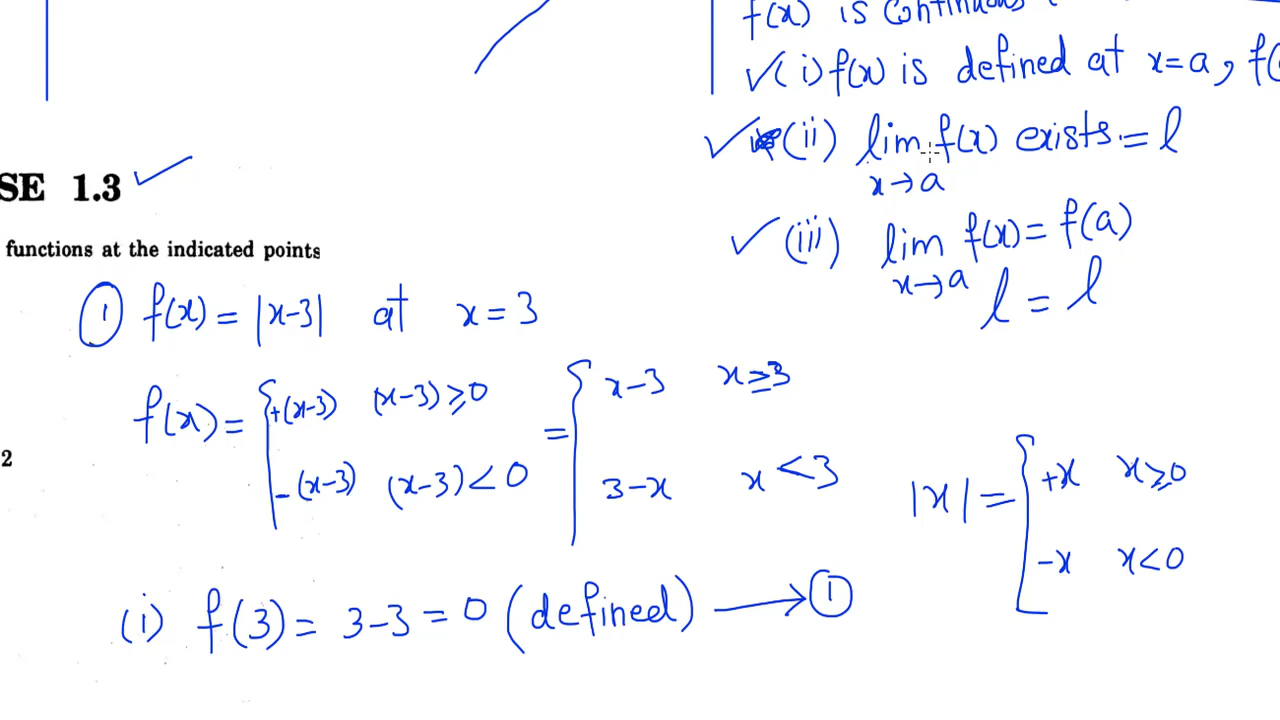 f(x) is continuous
✓(i) f(x) is defined at x=a, f(
✓(ii) lim f(x) exists = l
x→a
SE 1.3 ✓
✓(iii) lim f(x) = f(a)
x→a
l = l
functions at the indicated points
① f(x) = |x-3| at x = 3
f(x) = { +(x-3) (x-3) ≥ 0 = { x-3 x ≥ 3
-(x-3) (x-3) < 0 3-x x < 3
2
|x| = { +x x ≥ 0
-x x < 0
(i) f(3) = 3-3 = 0 (defined) → ①